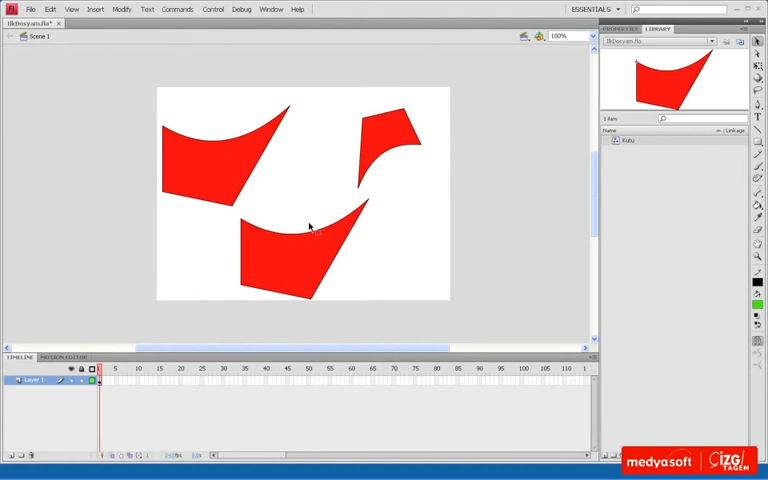 Fl File Edit View Insert Modify Text Commands Control Debug Window Help ESSENTIALS
IlkDosyam.fla*
Scene 1 100%
PROPERTIES LIBRARY
IlkDosyam.fla
1 item
Name Linkage
Kutu
TIMELINE MOTION EDITOR
1 5 10 15 20 25 30 35 40 45 50 55 60 65 70 75 80 85 90 95 100 105 110 1
Layer 1
medyasoft ÇİZGİ TAGEM